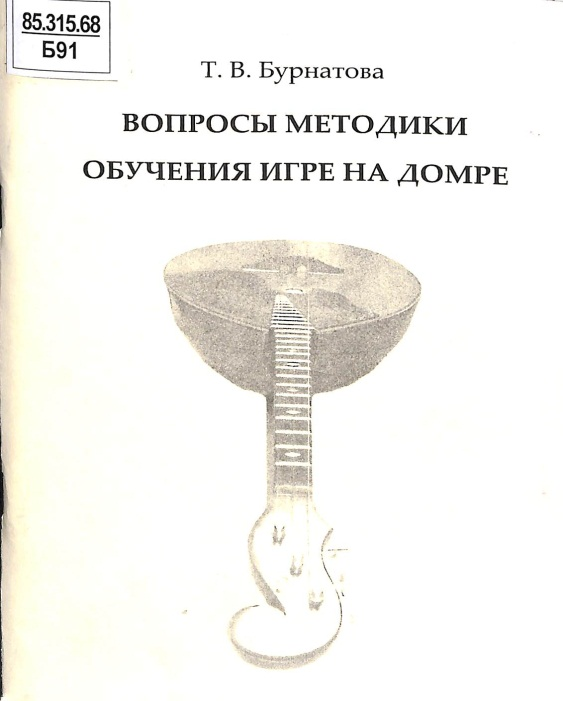 85.315.68
Б91
Т. В. Бурнатова
ВОПРОСЫ МЕТОДИКИ
ОБУЧЕНИЯ ИГРЕ НА ДОМРЕ